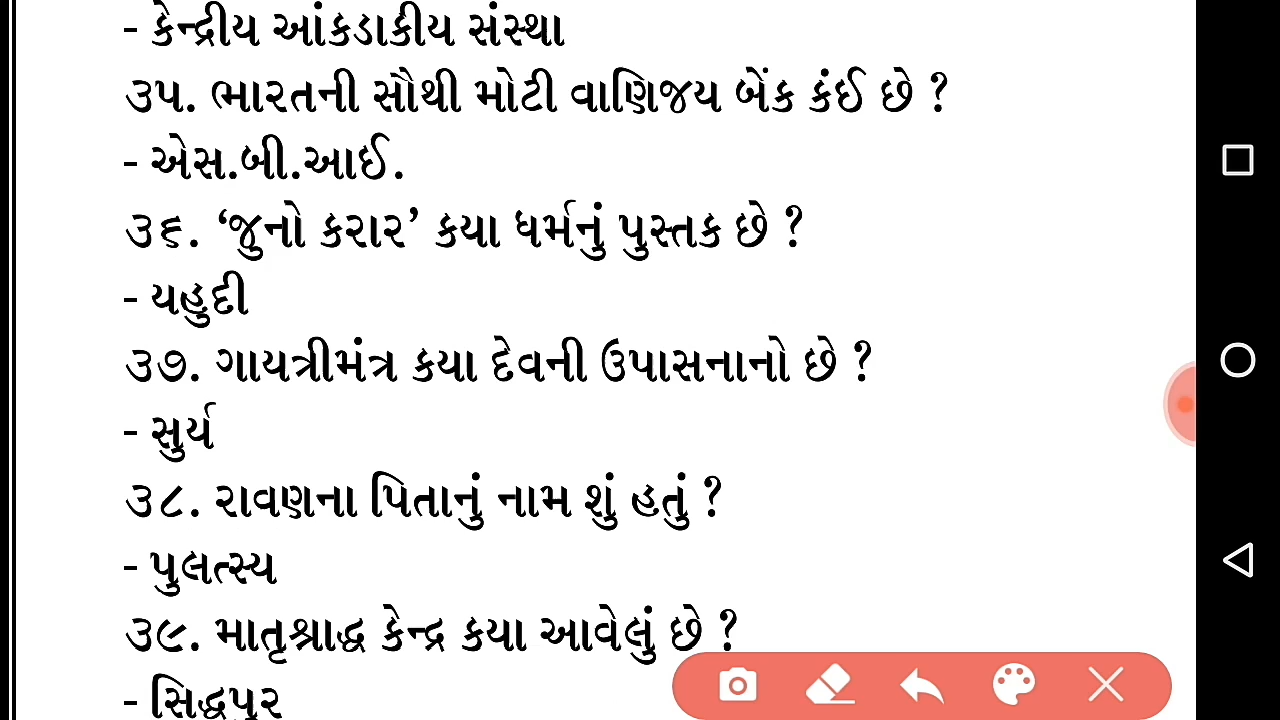 - કેન્દ્રીય આંકડાકીય સંસ્થા
૩૫. ભારતની સૌથી મોટી વાણિજય બેંક કંઈ છે ?
- એસ.બી.આઈ.
૩૬. ‘જુનો કરાર’ કયા ધર્મનું પુસ્તક છે ?
- યહુદી
૩૭. ગાયત્રીમંત્ર કયા દેવની ઉપાસનાનો છે ?
- સુર્ય
૩૮. રાવણના પિતાનું નામ શું હતું ?
- પુલત્સ્ય
૩૯. માતૃશ્રાદ્ધ કેન્દ્ર કયા આવેલું છે ?
- સિદ્ધપુર